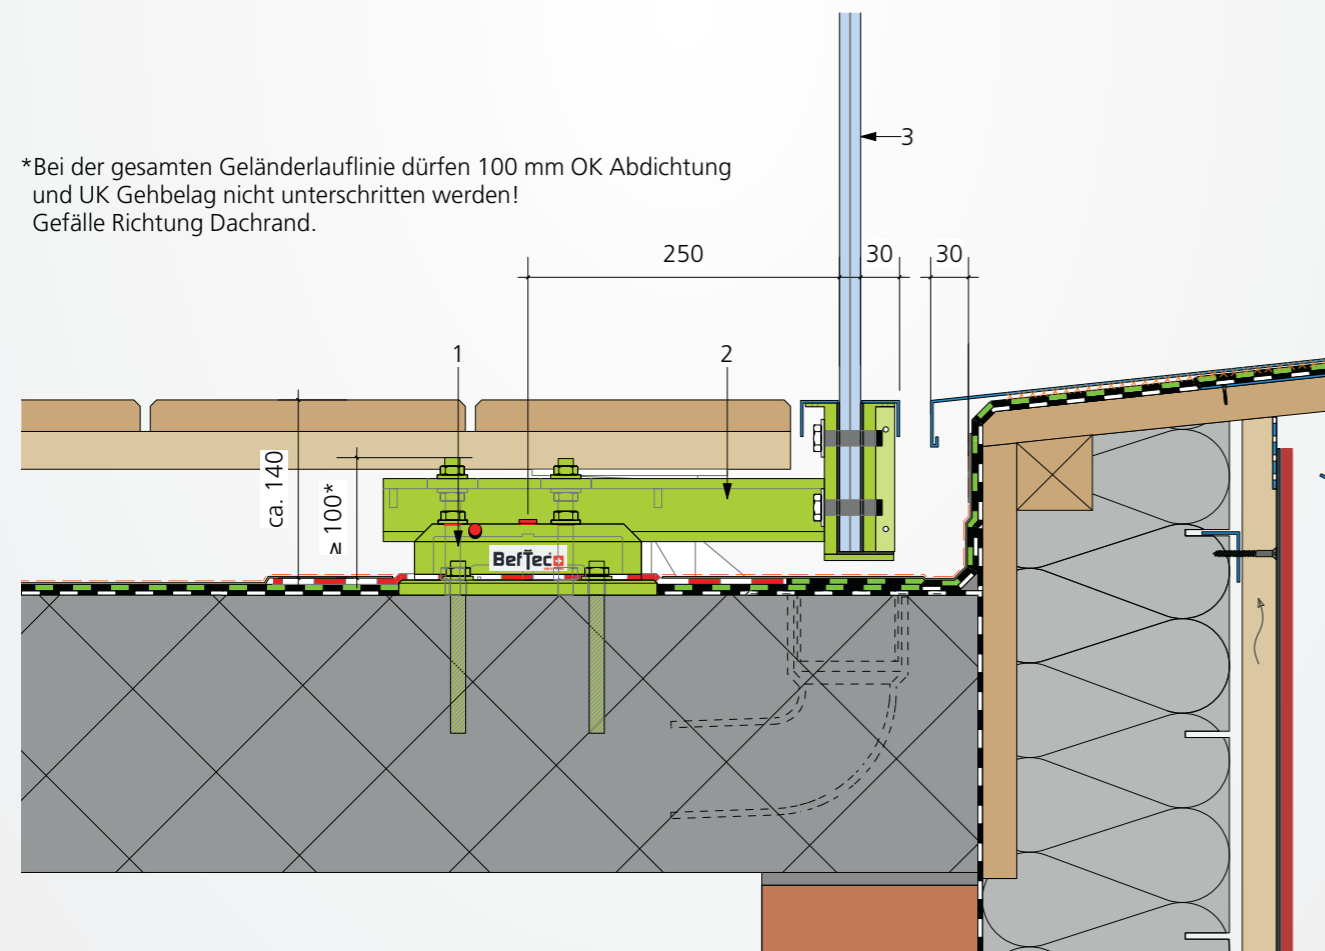 3
*Bei der gesamten Geländerlauflinie dürfen 100 mm OK Abdichtung
und UK Gehbelag nicht unterschritten werden!
Gefälle Richtung Dachrand.
250
30
30
1
2
ca. 140
≥ 100*
BefTec